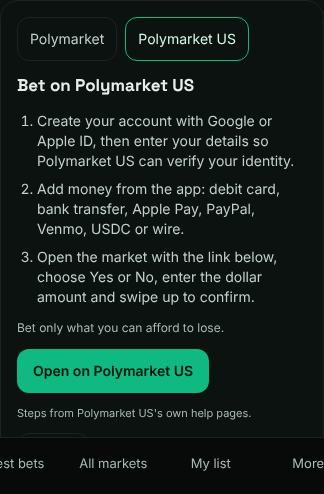 Polymarket
Polymarket US
Bet on Polymarket US
1. Create your account with Google or
Apple ID, then enter your details so
Polymarket US can verify your identity.
2. Add money from the app: debit card,
bank transfer, Apple Pay, PayPal,
Venmo, USDC or wire.
3. Open the market with the link below,
choose Yes or No, enter the dollar
amount and swipe up to confirm.
Bet only what you can afford to lose.
Open on Polymarket US
Steps from Polymarket US's own help pages.
est bets
All markets
My list
More